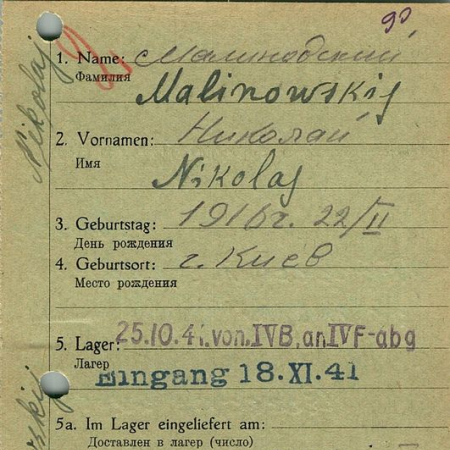 90
1. Name: Малиновский
Фамилия
Malinowskij
2. Vornamen: Николай
Имя
Nikolaj
3. Geburtstag: 1916 г. 22/II
День рождения
4. Geburtsort: г. Киев
Место рождения
25.10.41. von IVB, an IVF-abg
5. Lager:
Лагер
Eingang 18.XI.41
5a. Im Lager eingeliefert am:
Доставлен в лагер (число)
Nikolaj